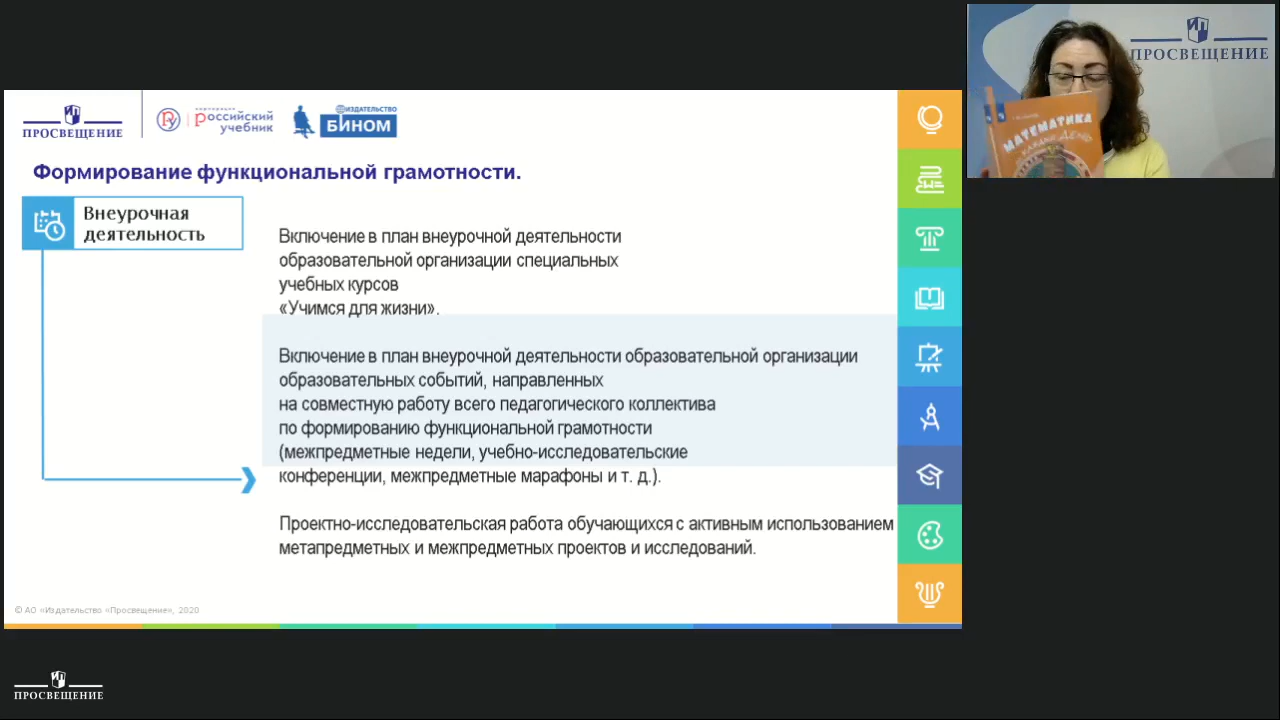 ПРОСВЕЩЕНИЕ
корпорация
российский
учебник
ИЗДАТЕЛЬСТВО
БИНОМ
Формирование функциональной грамотности.
Внеурочная
деятельность
Включение в план внеурочной деятельности
образовательной организации специальных
учебных курсов
«Учимся для жизни».
Включение в план внеурочной деятельности образовательной организации
образовательных событий, направленных
на совместную работу всего педагогического коллектива
по формированию функциональной грамотности
(межпредметные недели, учебно-исследовательские
конференции, межпредметные марафоны и т. д.).
Проектно-исследовательская работа обучающихся с активным использованием
метапредметных и межпредметных проектов и исследований.
© АО «Издательство «Просвещение», 2020
ПРОСВЕЩЕНИЕ
ПРОСВЕЩЕНИЕ
МАТЕМАТИКА
КАЖДЫЙ ДЕНЬ